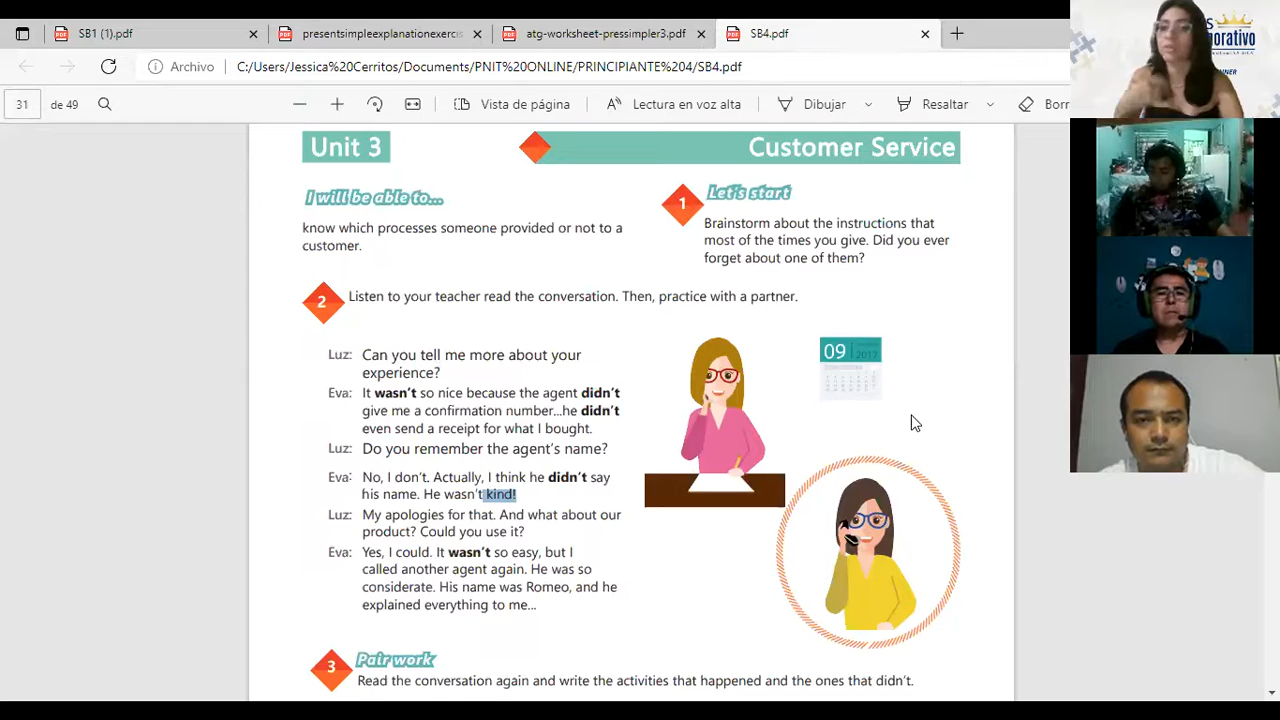 SB1 (1).pdf
presentsimpleexplanationexercis
atg-worksheet-pressimpler3.pdf
SB4.pdf
Archivo
C:/Users/Jessica%20Cerritos/Documents/PNIT%20ONLINE/PRINCIPIANTE%204/SB4.pdf
31
de 49
Vista de página
Lectura en voz alta
Dibujar
Resaltar
Borr
Unit 3
Customer Service
I will be able to...
know which processes someone provided or not to a
customer.
1
Let's start
Brainstorm about the instructions that
most of the times you give. Did you ever
forget about one of them?
2
Listen to your teacher read the conversation. Then, practice with a partner.
Luz: Can you tell me more about your
experience?
Eva: It wasn't so nice because the agent didn't
give me a confirmation number...he didn't
even send a receipt for what I bought.
Luz: Do you remember the agent's name?
Eva: No, I don't. Actually, I think he didn't say
his name. He wasn't kind!
Luz: My apologies for that. And what about our
product? Could you use it?
Eva: Yes, I could. It wasn't so easy, but I
called another agent again. He was so
considerate. His name was Romeo, and he
explained everything to me...
09
2017
3
Pair work
Read the conversation again and write the activities that happened and the ones that didn't.